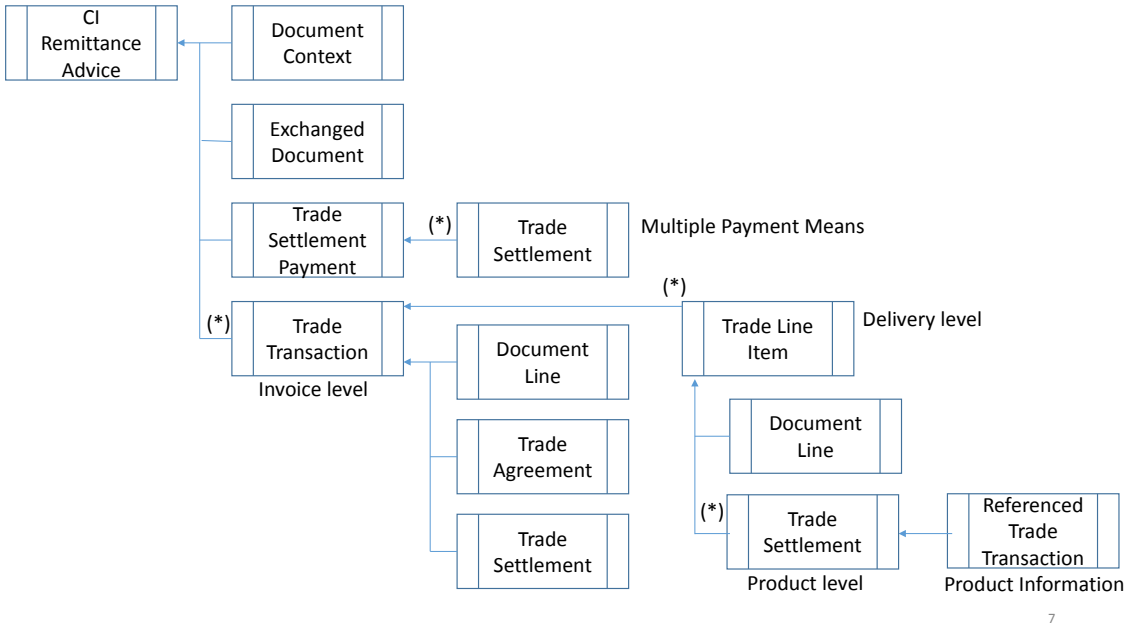 CI
Remittance
Advice
Document
Context
Exchanged
Document
Trade
Settlement
Payment
(*)
Trade
Settlement
Multiple Payment Means
(*)
Trade
Transaction
Invoice level
(*)
Trade Line
Item
Delivery level
Document
Line
Trade
Agreement
Trade
Settlement
Document
Line
(*)
Trade
Settlement
Product level
Referenced
Trade
Transaction
Product Information
7